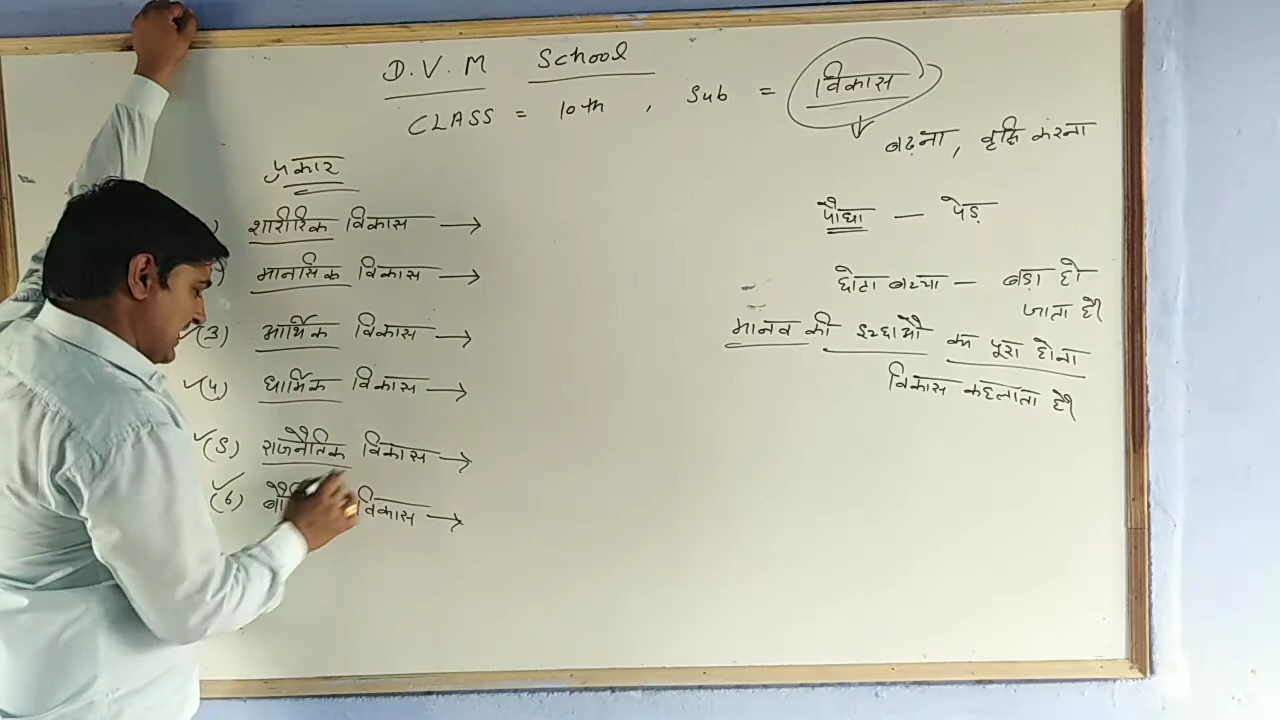 D.V.M School
CLASS = 10th , Sub = विकास
बढ़ना, वृद्धि करना
प्रकार
) शारीरिक विकास →
मानसिक विकास →
✓(3) आर्थिक विकास →
✓(4) धार्मिक विकास →
✓(5) राजनैतिक विकास →
✓(6) विकास →
पौधा — पेड़
छोटा बच्चा — बड़ा हो
जाता है।
मानव की इच्छाओं का पूरा होना
विकास कहलाता है।